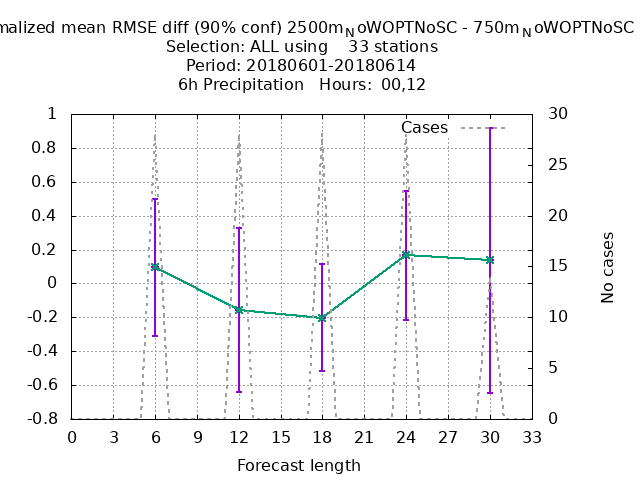 malized mean RMSE diff (90% conf) 2500mNoWOPTNoSC - 750mNoWOPTNoSC
Selection: ALL using 33 stations
Period: 20180601-20180614
6h Precipitation Hours: 00,12
Cases
1
0.8
0.6
0.4
0.2
0
-0.2
-0.4
-0.6
-0.8
30
25
20
15
10
5
0
No cases
0 3 6 9 12 15 18 21 24 27 30 33
Forecast length